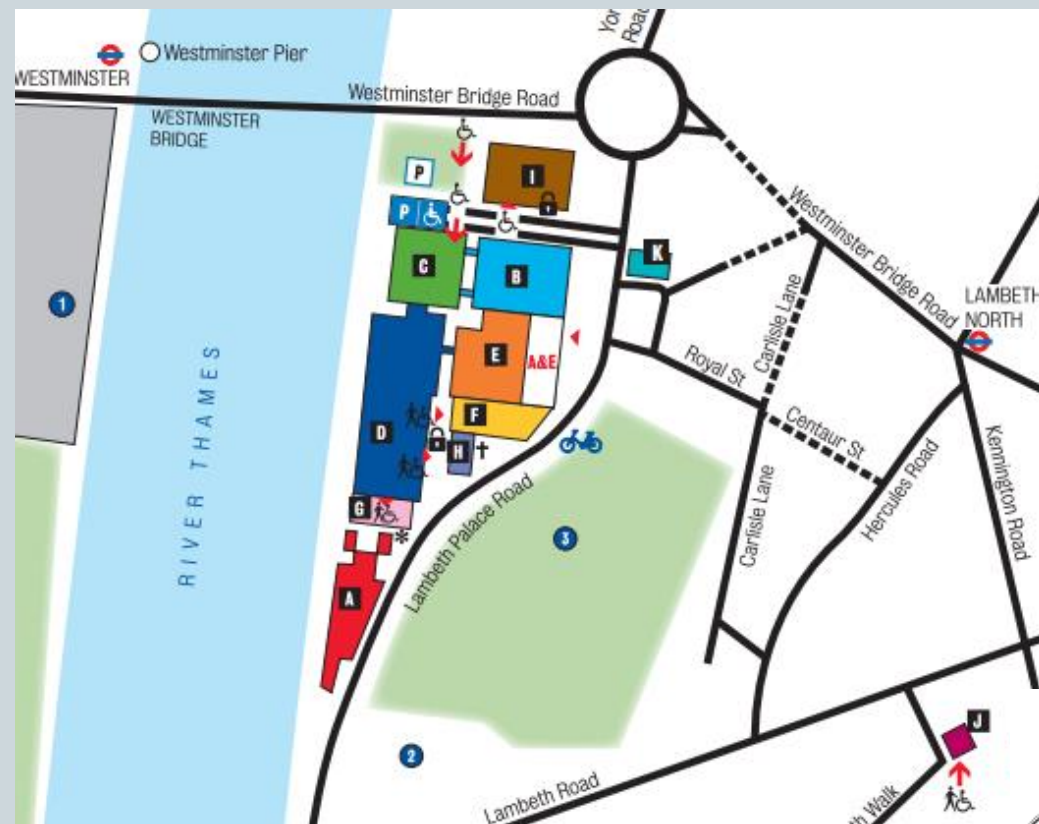 Westminster Pier
WESTMINSTER
WESTMINSTER
BRIDGE
Westminster Bridge Road
Yor
Road
P
I
P
C
B
K
1
Westminster Bridge Road
LAMBETH
NORTH
Carlisle Lane
E
A&E
Royal St
RIVER THAMES
D
F
H
Centaur St
Kennington Road
G
*
Lambeth Palace Road
3
Hercules Road
Carlisle Lane
A
2
J
Lambeth Road
th Walk